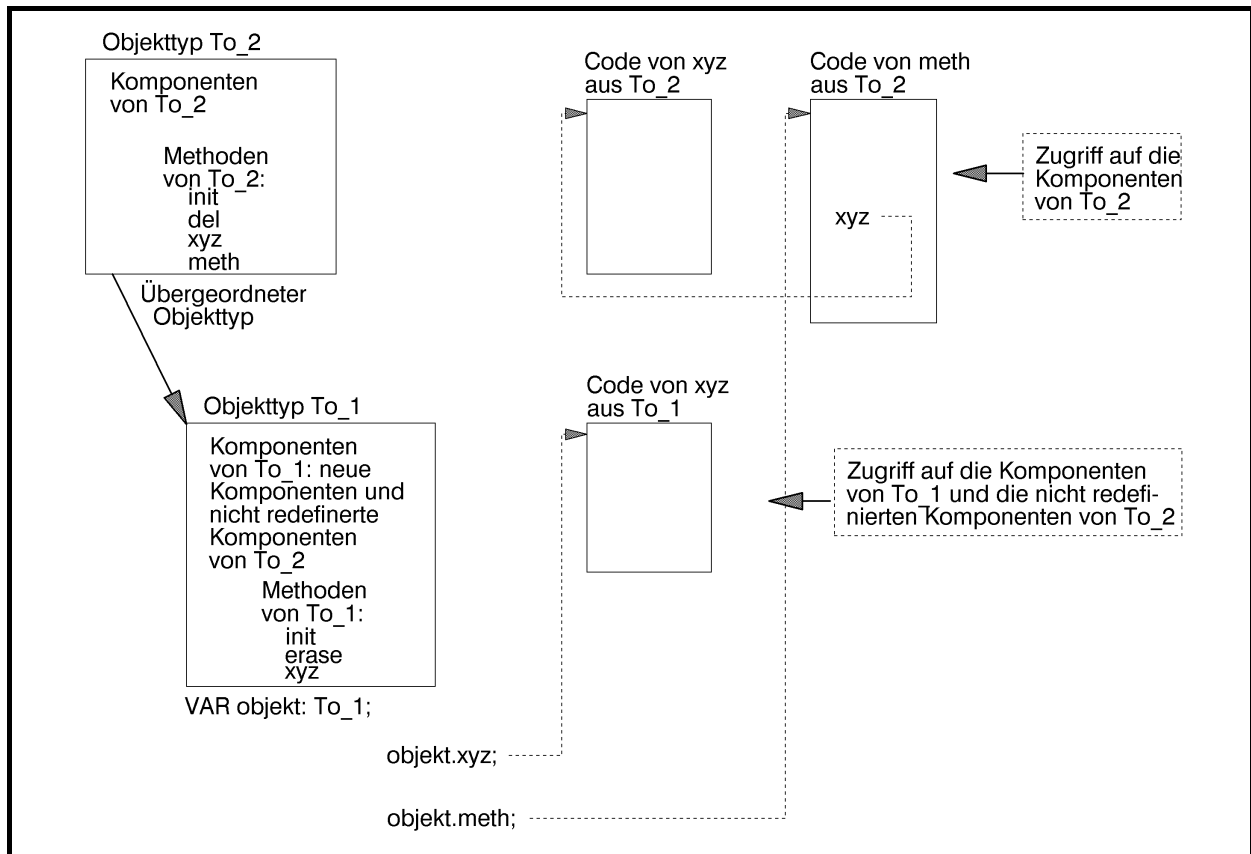 Objekttyp To_2
Komponenten
von To_2
Methoden
von To_2:
init
del
xyz
meth
Übergeordneter
Objekttyp
Code von xyz
aus To_2
Code von meth
aus To_2
xyz
Zugriff auf die
Komponenten
von To_2
Objekttyp To_1
Komponenten
von To_1: neue
Komponenten und
nicht redefinerte
Komponenten
von To_2
Methoden
von To_1:
init
erase
xyz
VAR objekt: To_1;
Code von xyz
aus To_1
Zugriff auf die Komponenten
von To_1 und die nicht redefi-
nierten Komponenten von To_2
objekt.xyz;
objekt.meth;